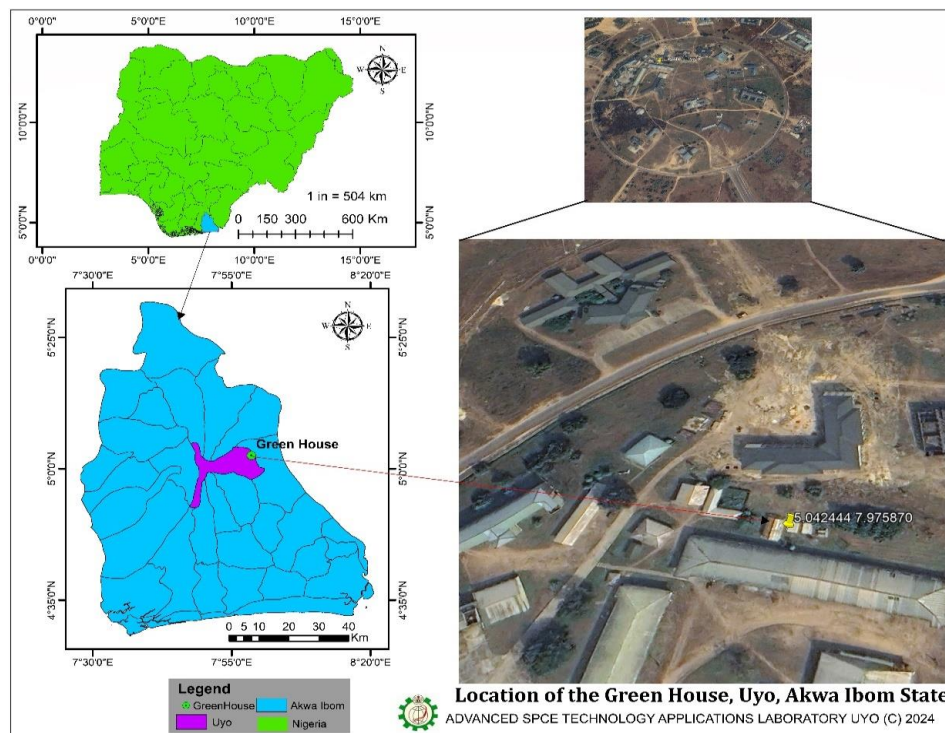 0°0'0" 5°0'0"E 10°0'0"E 15°0'0"E
10°0'0"N
5°0'0"N
10°0'0"N
5°0'0"N
N
W E
S
1 in = 504 km
0 150 300 600 Km
0°0'0" 5°0'0"E 10°0'0"E 15°0'0"E
7°30'0"E 7°55'0"E 8°20'0"E
N
W E
S
5°25'0"N
5°0'0"N
4°35'0"N
5°25'0"N
5°0'0"N
4°35'0"N
Green House
0 5 10 20 30 40
Km
7°30'0"E 7°55'0"E 8°20'0"E
Legend
GreenHouse Akwa Ibom
Uyo Nigeria
5.042444 7.975870
Location of the Green House, Uyo, Akwa Ibom State
ADVANCED SPCE TECHNOLOGY APPLICATIONS LABORATORY UYO (C) 2024